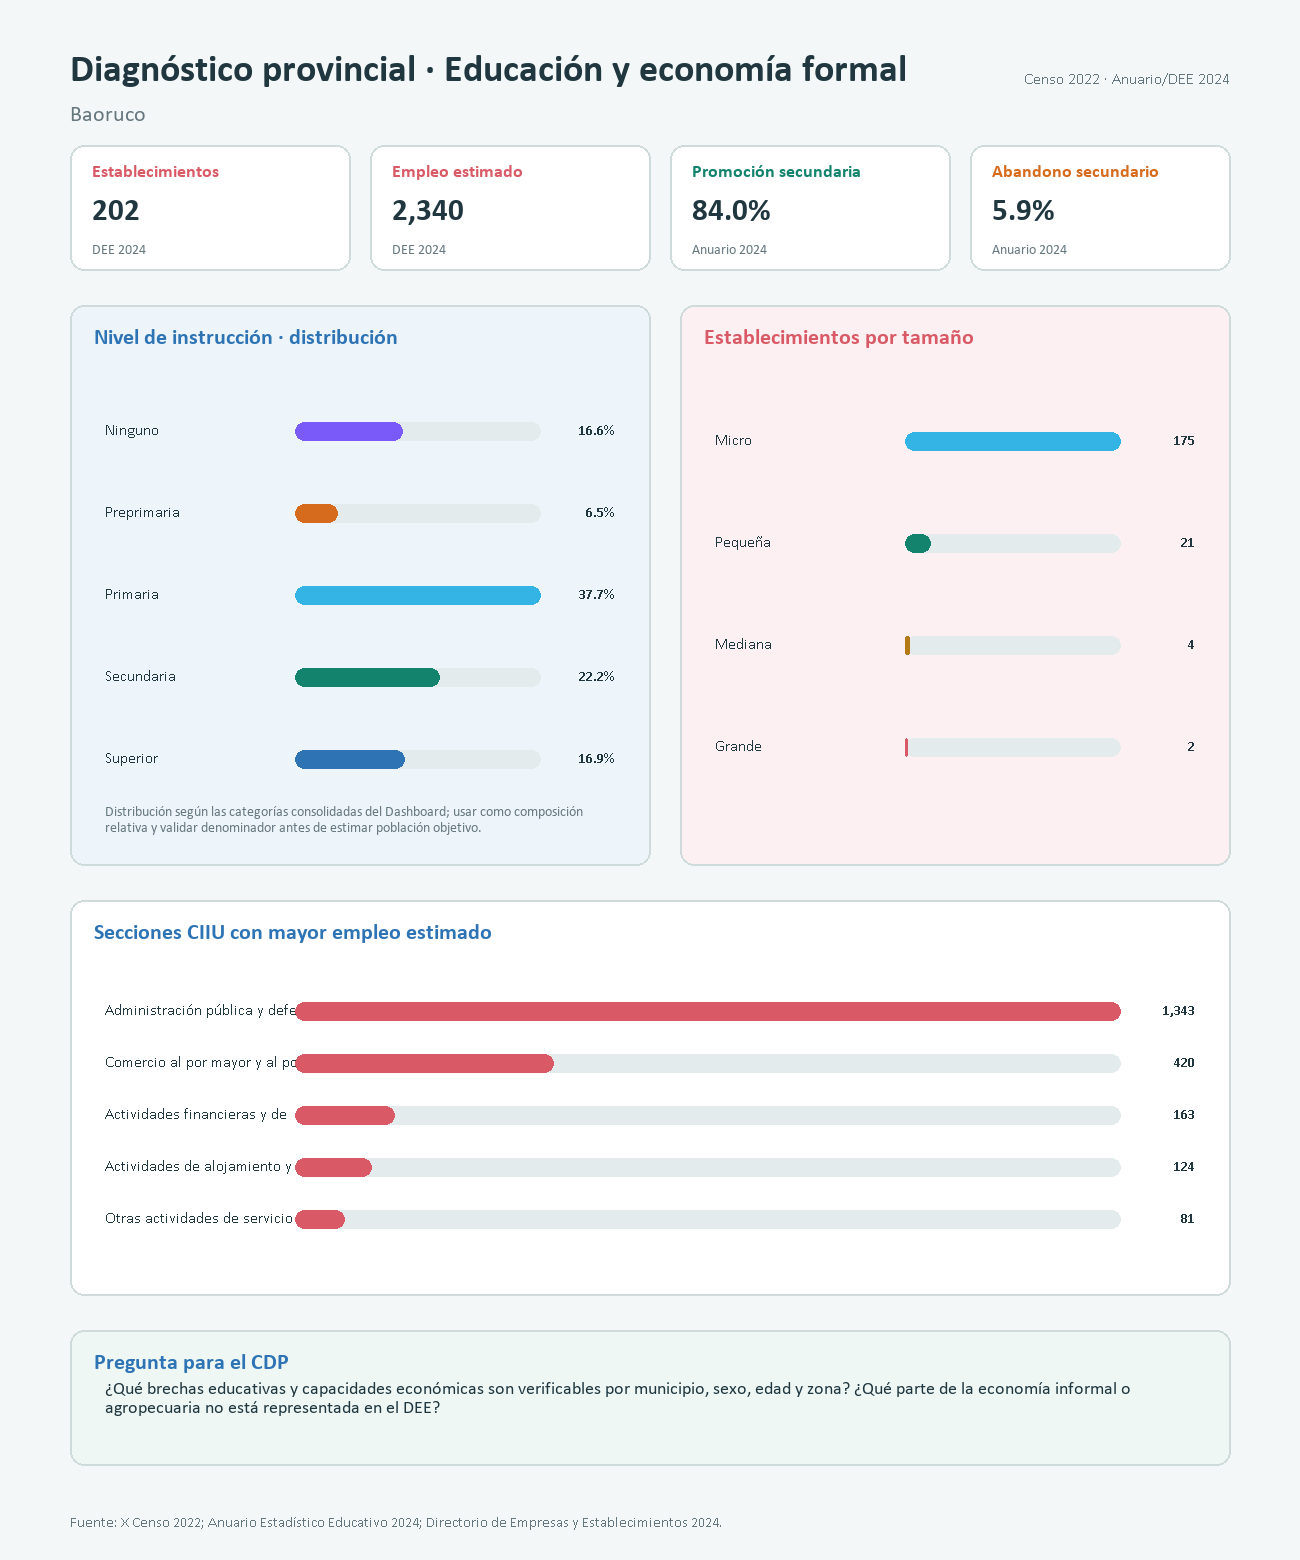 Diagnóstico provincial · Educación y economía formal
Censo 2022 · Anuario/DEE 2024
Baoruco
Establecimientos
202
DEE 2024
Empleo estimado
2,340
DEE 2024
Promoción secundaria
84.0%
Anuario 2024
Abandono secundario
5.9%
Anuario 2024
Nivel de instrucción · distribución
Ninguno 16.6%
Preprimaria 6.5%
Primaria 37.7%
Secundaria 22.2%
Superior 16.9%
Distribución según las categorías consolidadas del Dashboard; usar como composición
relativa y validar denominador antes de estimar población objetivo.
Establecimientos por tamaño
Micro 175
Pequeña 21
Mediana 4
Grande 2
Secciones CIIU con mayor empleo estimado
Administración pública y defe 1,343
Comercio al por mayor y al po 420
Actividades financieras y de 163
Actividades de alojamiento y 124
Otras actividades de servicio 81
Pregunta para el CDP
¿Qué brechas educativas y capacidades económicas son verificables por municipio, sexo, edad y zona? ¿Qué parte de la economía informal o
agropecuaria no está representada en el DEE?
Fuente: X Censo 2022; Anuario Estadístico Educativo 2024; Directorio de Empresas y Establecimientos 2024.